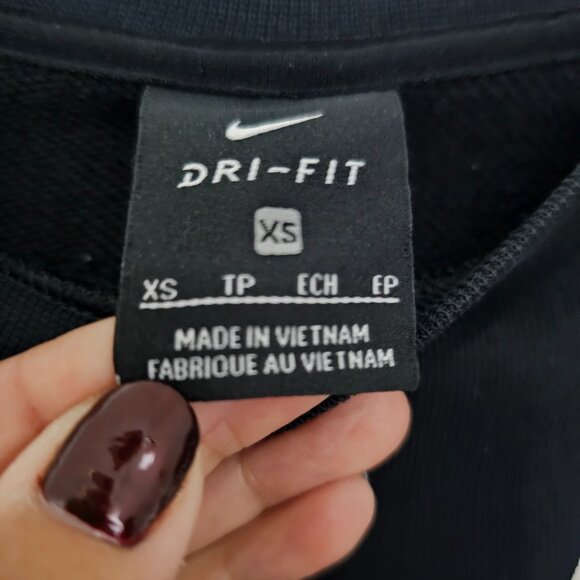 DRI-FIT
XS
XS TP ECH EP
MADE IN VIETNAM
FABRIQUE AU VIETNAM